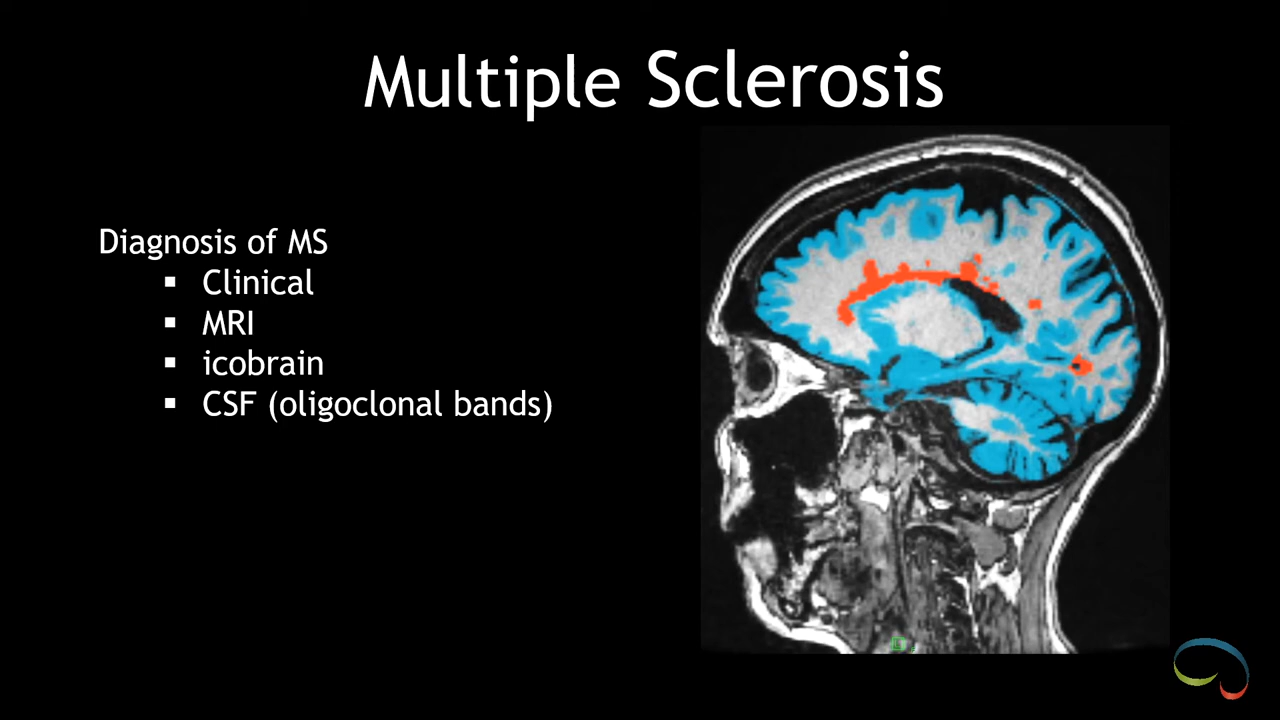 Multiple Sclerosis
Diagnosis of MS
▪ Clinical
▪ MRI
▪ icobrain
▪ CSF (oligoclonal bands)